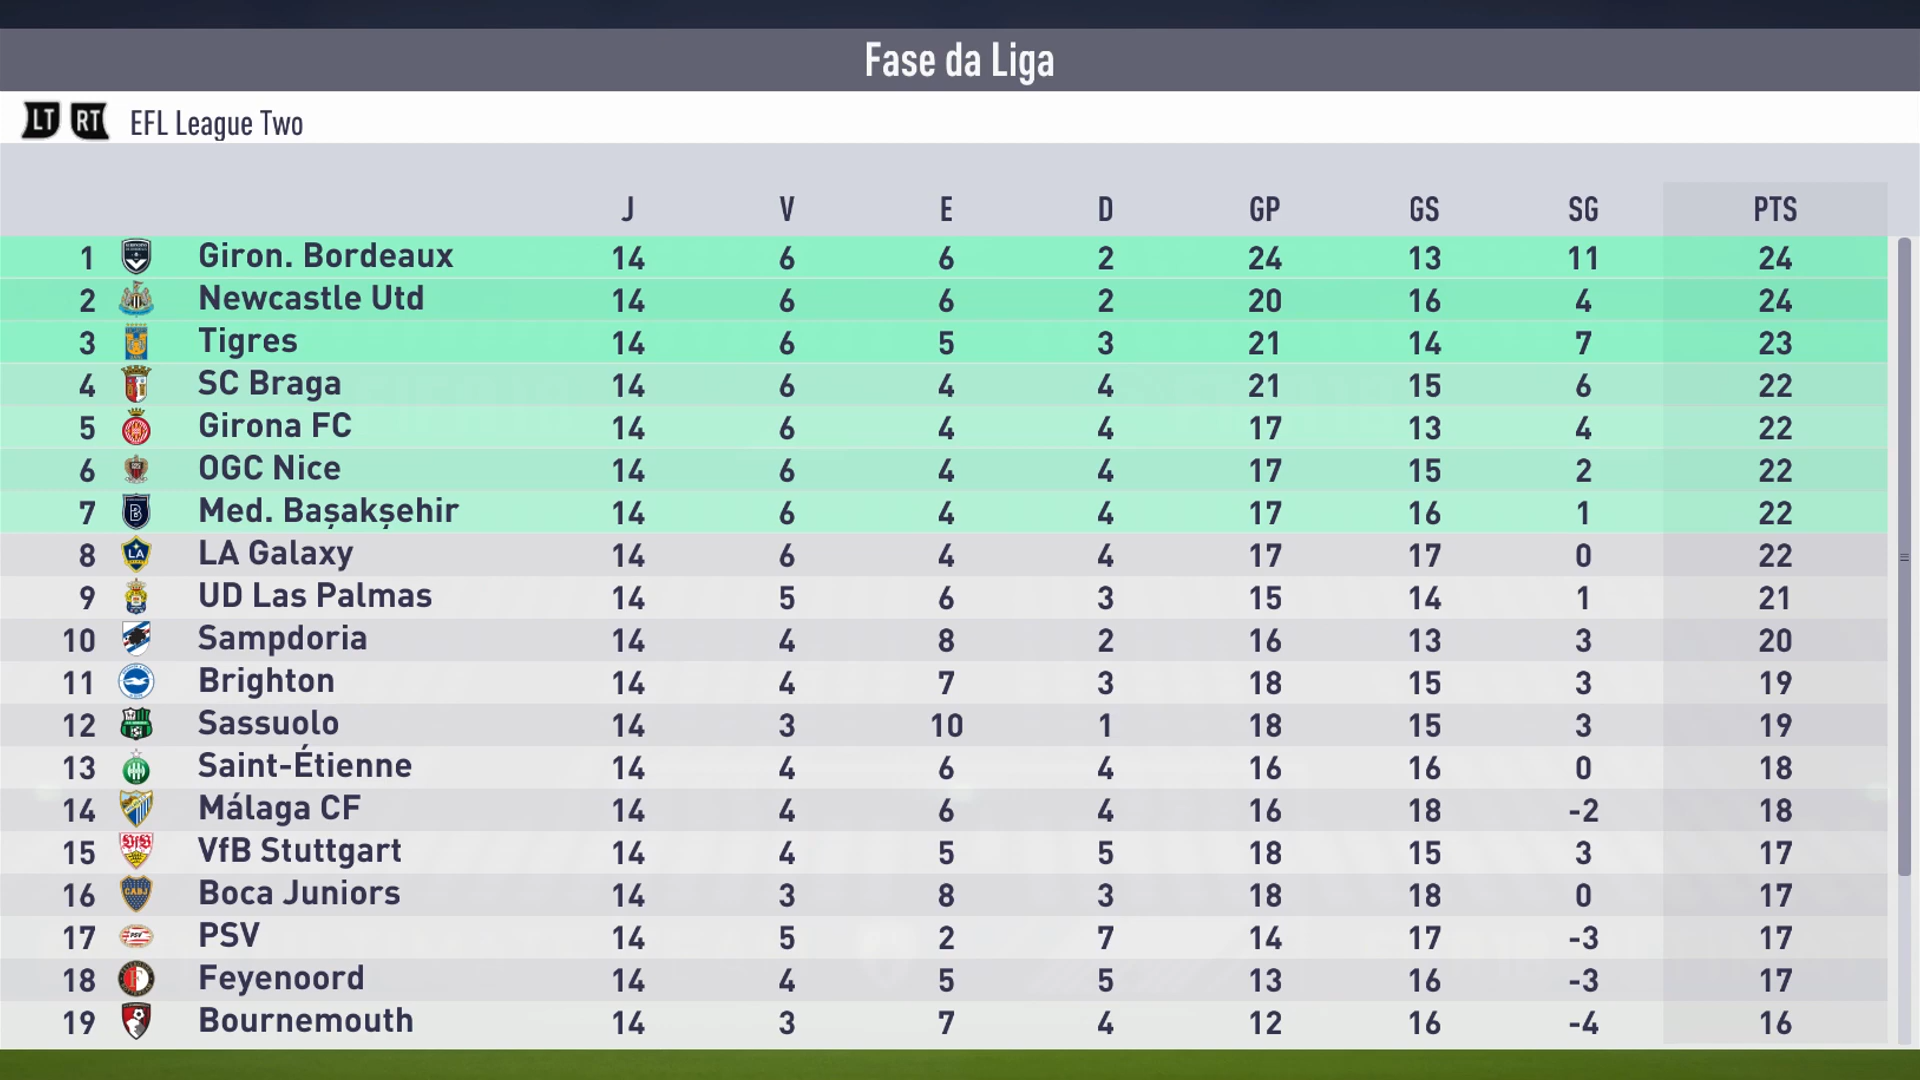 Fase da Liga
LT RT EFL League Two
J V E D GP GS SG PTS
1 Giron. Bordeaux 14 6 6 2 24 13 11 24
2 Newcastle Utd 14 6 6 2 20 16 4 24
3 Tigres 14 6 5 3 21 14 7 23
4 SC Braga 14 6 4 4 21 15 6 22
5 Girona FC 14 6 4 4 17 13 4 22
6 OGC Nice 14 6 4 4 17 15 2 22
7 Med. Başakşehir 14 6 4 4 17 16 1 22
8 LA Galaxy 14 6 4 4 17 17 0 22
9 UD Las Palmas 14 5 6 3 15 14 1 21
10 Sampdoria 14 4 8 2 16 13 3 20
11 Brighton 14 4 7 3 18 15 3 19
12 Sassuolo 14 3 10 1 18 15 3 19
13 Saint-Étienne 14 4 6 4 16 16 0 18
14 Málaga CF 14 4 6 4 16 18 -2 18
15 VfB Stuttgart 14 4 5 5 18 15 3 17
16 Boca Juniors 14 3 8 3 18 18 0 17
17 PSV 14 5 2 7 14 17 -3 17
18 Feyenoord 14 4 5 5 13 16 -3 17
19 Bournemouth 14 3 7 4 12 16 -4 16